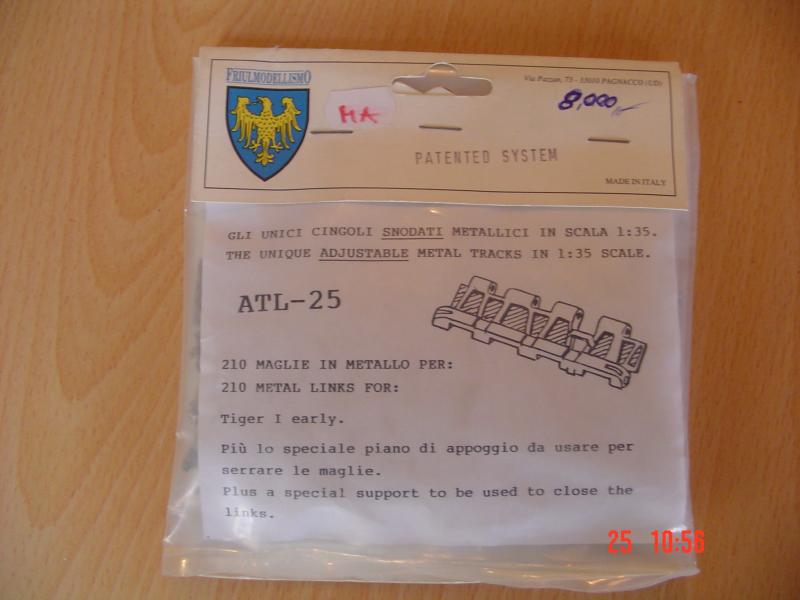 FRIULMODELLISMO
Via Pazzan, 73 - 33010 PAGNACCO (UD)
MA
8,000
PATENTED SYSTEM
MADE IN ITALY
GLI UNICI CINGOLI SNODATI METALLICI IN SCALA 1:35.
THE UNIQUE ADJUSTABLE METAL TRACKS IN 1:35 SCALE.
ATL-25
210 MAGLIE IN METALLO PER:
210 METAL LINKS FOR:
Tiger I early.
Più lo speciale piano di appoggio da usare per
serrare le maglie.
Plus a special support to be used to close the
links.
25 10:56